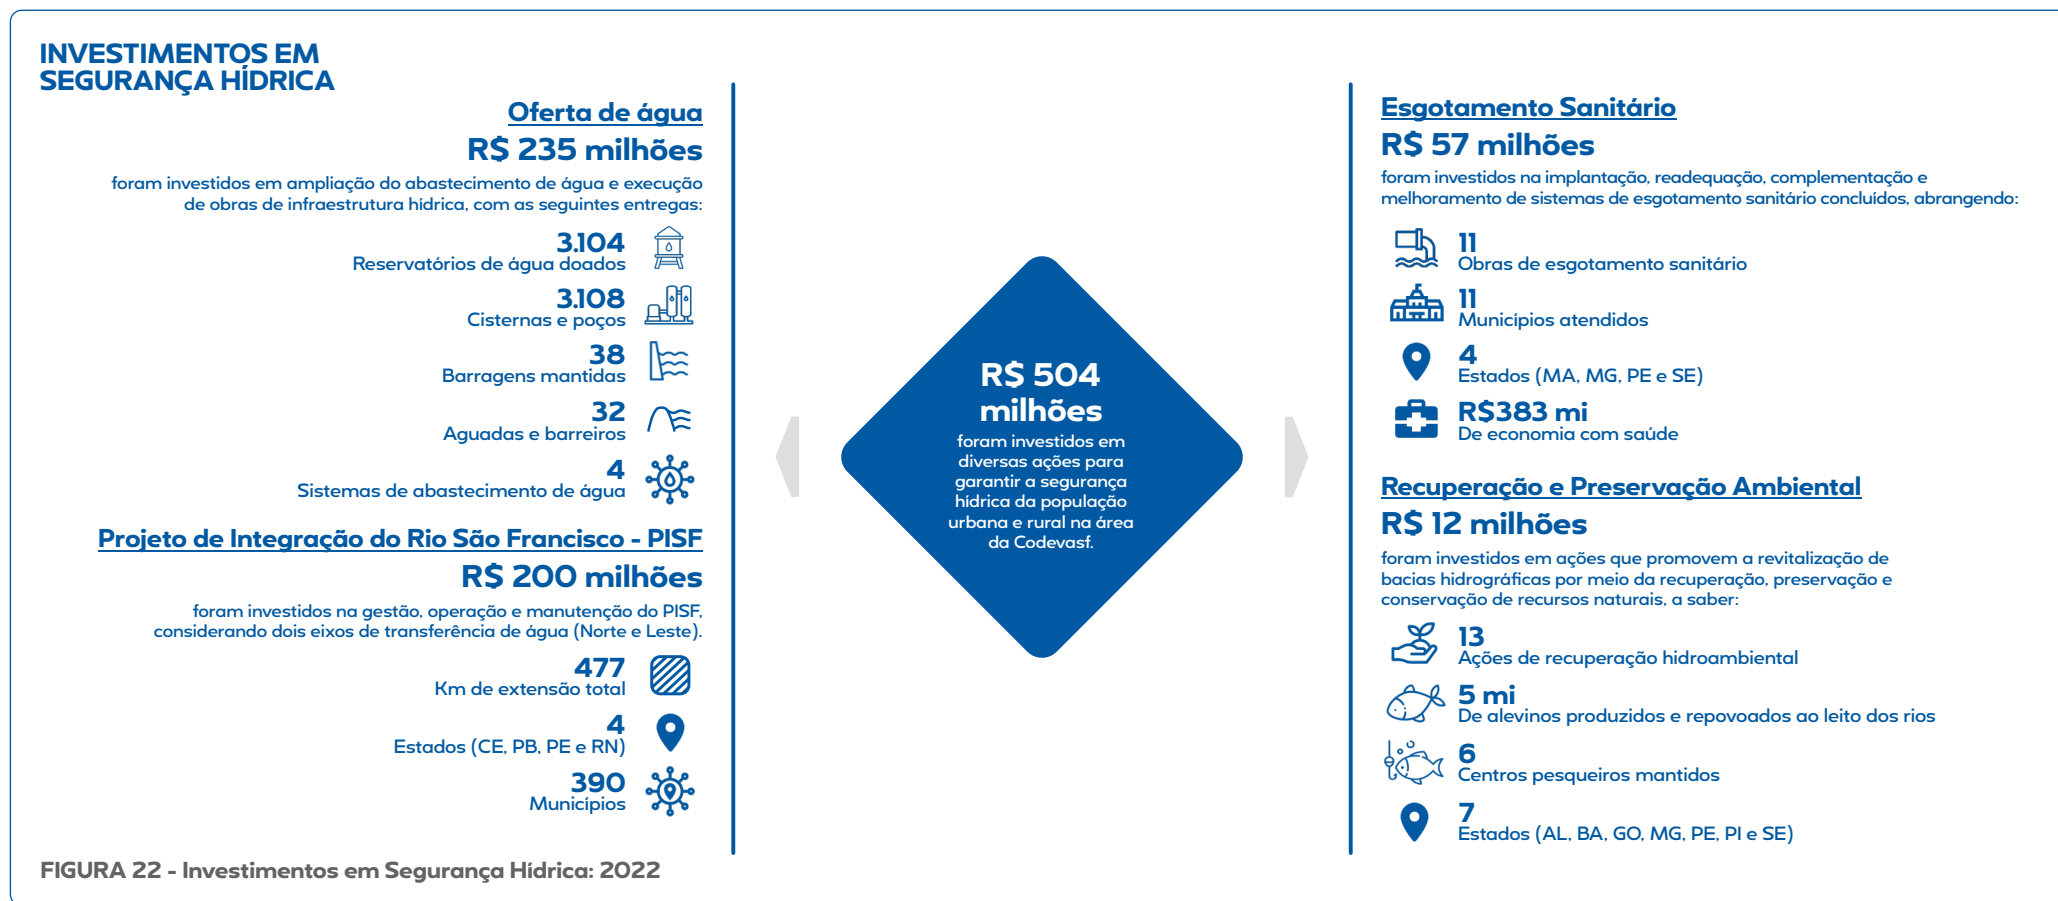 INVESTIMENTOS EM
SEGURANÇA HÍDRICA
Oferta de água
R$ 235 milhões
foram investidos em ampliação do abastecimento de água e execução
de obras de infraestrutura hídrica, com as seguintes entregas:
3.104
Reservatórios de água doados
3.108
Cisternas e poços
38
Barragens mantidas
32
Aguadas e barreiros
4
Sistemas de abastecimento de água
Projeto de Integração do Rio São Francisco - PISF
R$ 200 milhões
foram investidos na gestão, operação e manutenção do PISF,
considerando dois eixos de transferência de água (Norte e Leste).
477
Km de extensão total
4
Estados (CE, PB, PE e RN)
390
Municípios
R$ 504
milhões
foram investidos em
diversas ações para
garantir a segurança
hídrica da população
urbana e rural na área
da Codevasf.
Esgotamento Sanitário
R$ 57 milhões
foram investidos na implantação, readequação, complementação e
melhoramento de sistemas de esgotamento sanitário concluídos, abrangendo:
11
Obras de esgotamento sanitário
11
Municípios atendidos
4
Estados (MA, MG, PE e SE)
R$383 mi
De economia com saúde
Recuperação e Preservação Ambiental
R$ 12 milhões
foram investidos em ações que promovem a revitalização de
bacias hidrográficas por meio da recuperação, preservação e
conservação de recursos naturais, a saber:
13
Ações de recuperação hidroambiental
5 mi
De alevinos produzidos e repovoados ao leito dos rios
6
Centros pesqueiros mantidos
7
Estados (AL, BA, GO, MG, PE, PI e SE)
FIGURA 22 - Investimentos em Segurança Hídrica: 2022